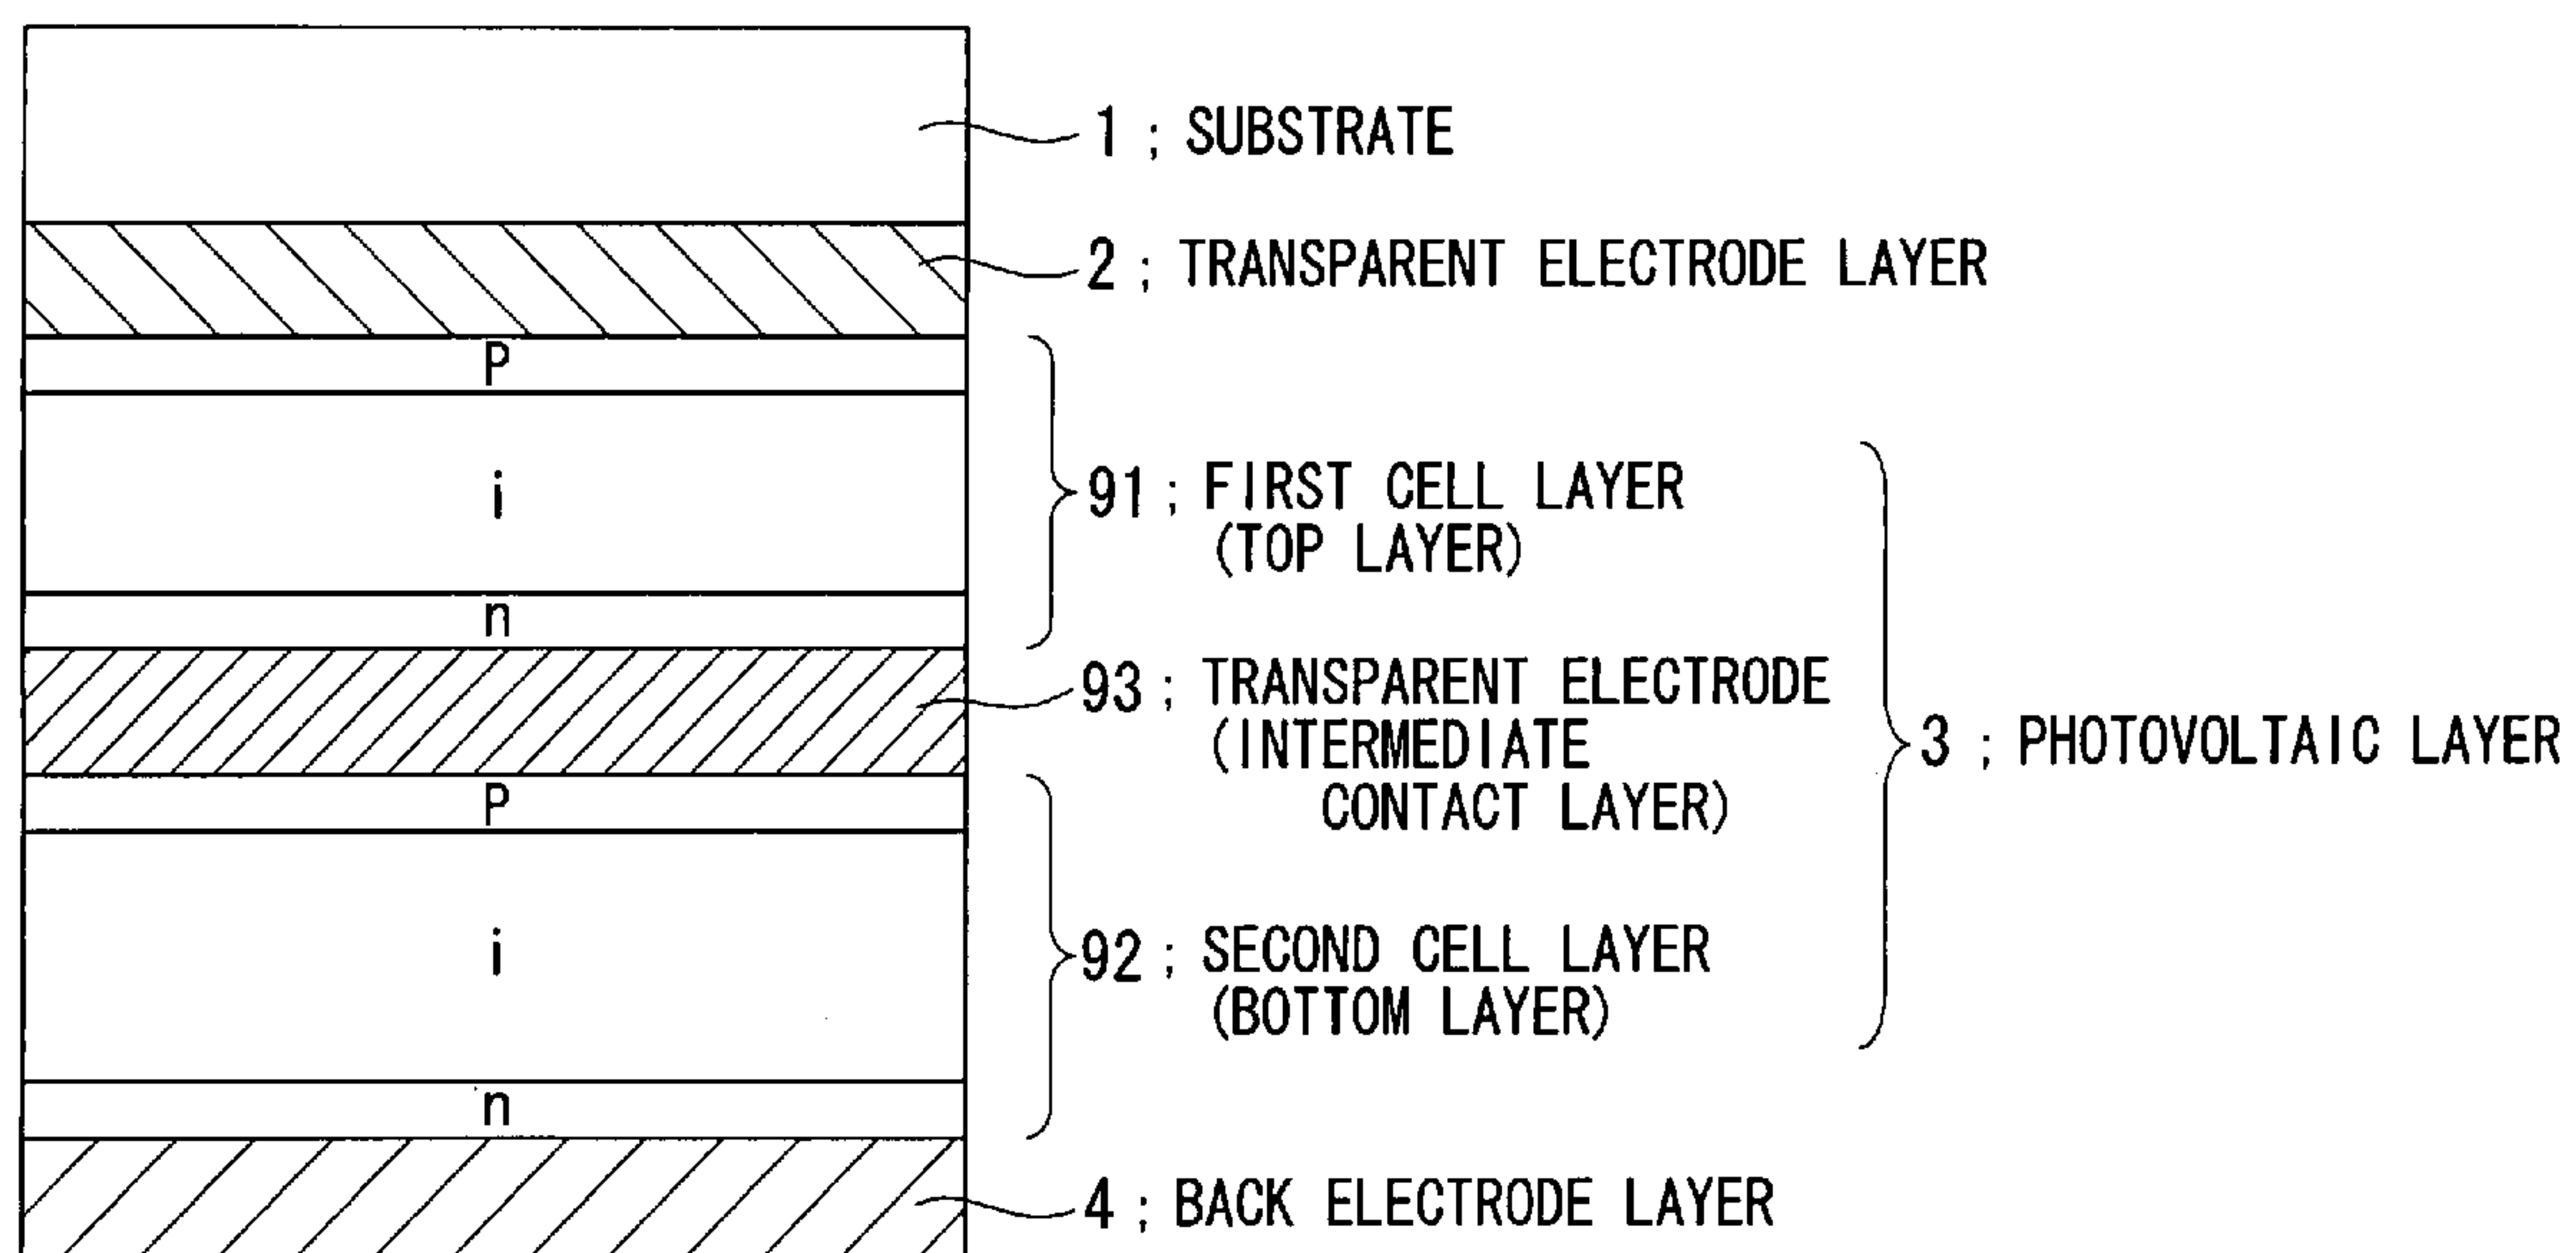 1 ; SUBSTRATE
2 ; TRANSPARENT ELECTRODE LAYER
P
i
91 ; FIRST CELL LAYER
(TOP LAYER)
n
93 ; TRANSPARENT ELECTRODE
(INTERMEDIATE
CONTACT LAYER)
3 ; PHOTOVOLTAIC LAYER
P
i
92 ; SECOND CELL LAYER
(BOTTOM LAYER)
n
4 ; BACK ELECTRODE LAYER